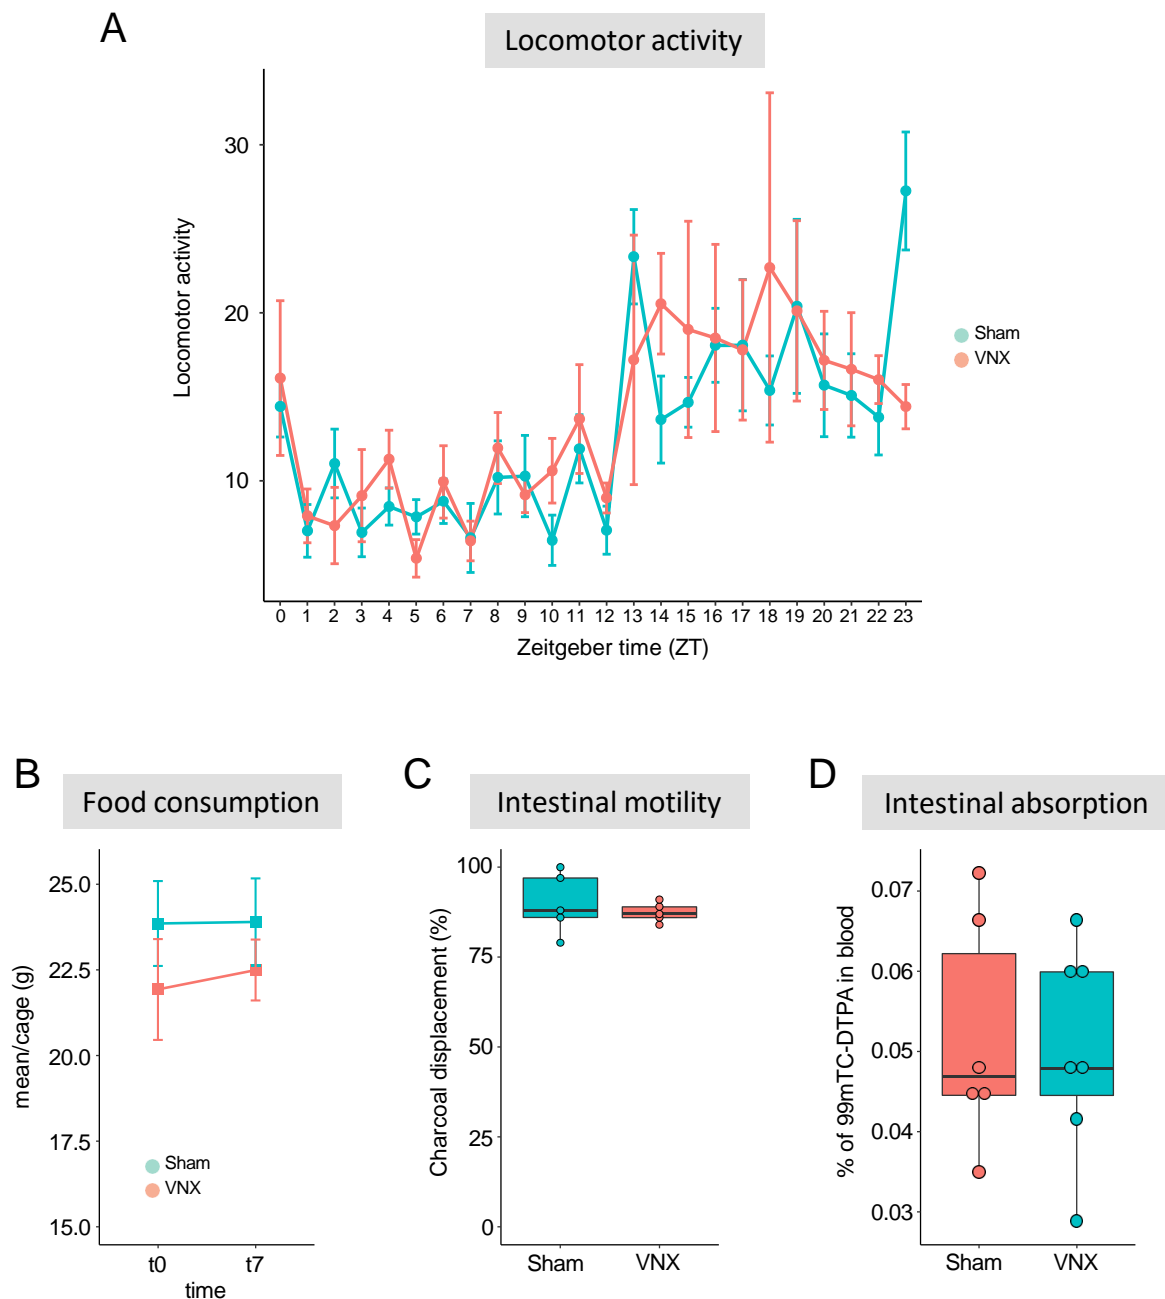 A
Locomotor activity
30
20
10
Locomotor activity
0 1 2 3 4 5 6 7 8 9 10 11 12 13 14 15 16 17 18 19 20 21 22 23
Zeitgeber time (ZT)
Sham
VNX
B
Food consumption
25.0
22.5
20.0
17.5
15.0
mean/cage (g)
Sham
VNX
t0 t7
time
C
Intestinal motility
100
75
50
25
0
Charcoal displacement (%)
Sham VNX
D
Intestinal absorption
0.07
0.06
0.05
0.04
0.03
% of 99mTC-DTPA in blood
Sham VNX